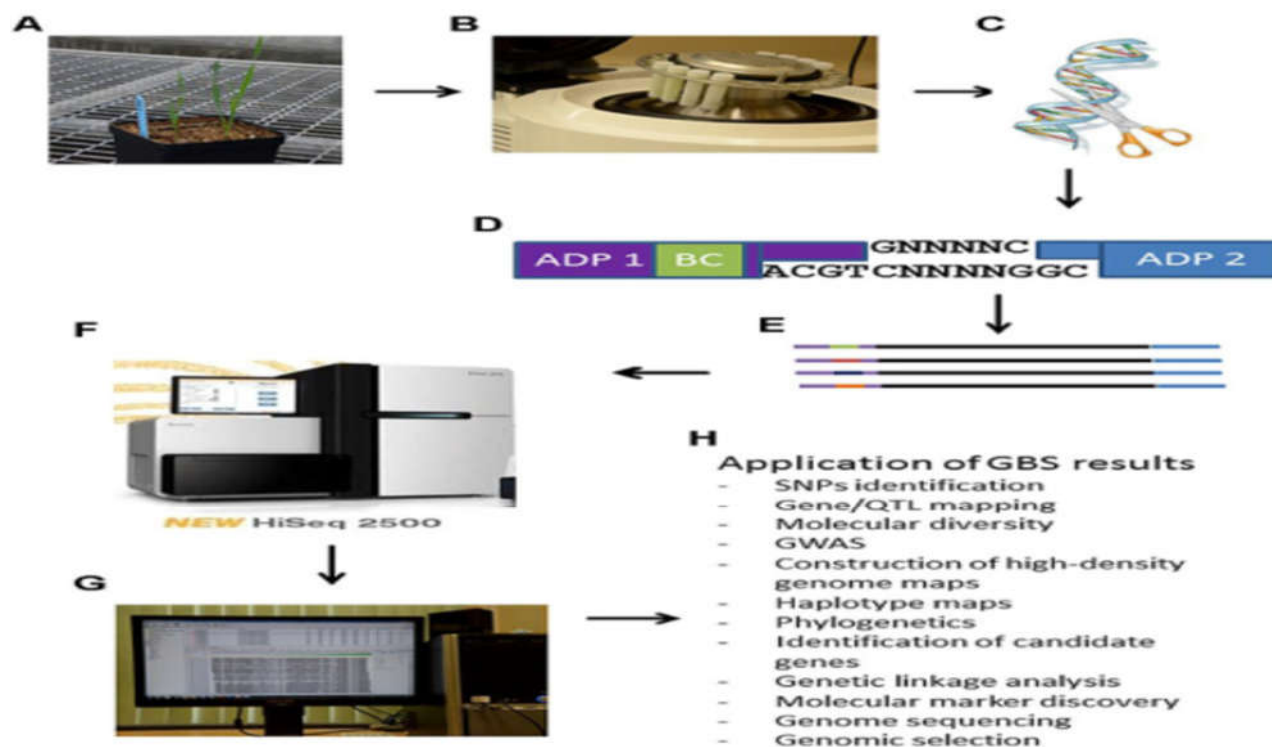 A
B
C
D
ADP 1 BC GNNNNC ADP 2
ACGTCNNNNGGC
E
F
NEW HiSeq 2500
G
H
Application of GBS results
- SNPs identification
- Gene/QTL mapping
- Molecular diversity
- GWAS
- Construction of high-density
genome maps
- Haplotype maps
- Phylogenetics
- Identification of candidate
genes
- Genetic linkage analysis
- Molecular marker discovery
- Genome sequencing
- Genomic selection